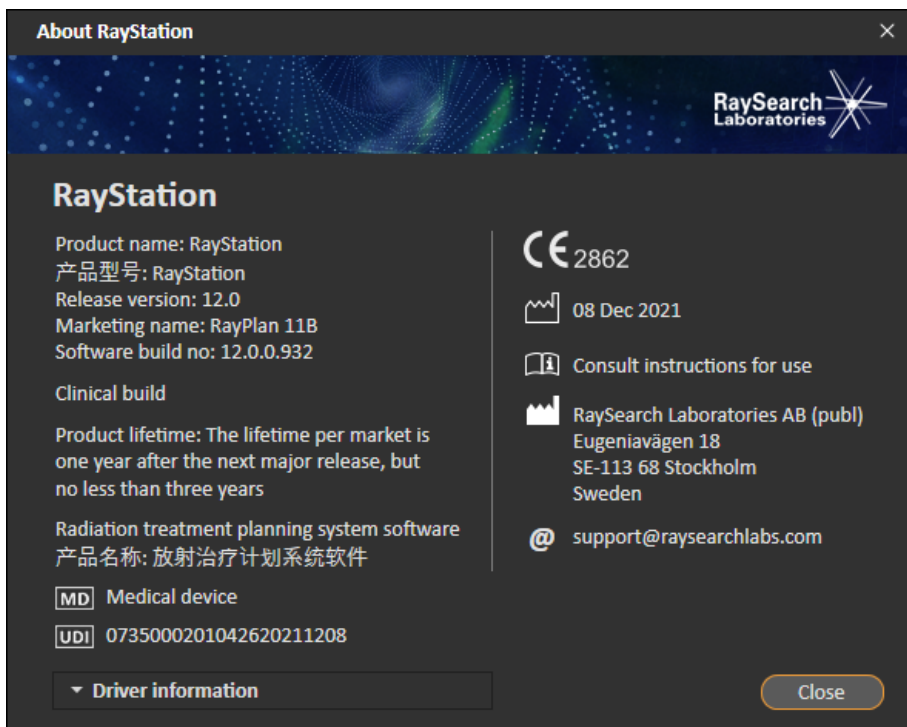 About RayStation
RaySearch
Laboratories
RayStation
Product name: RayStation
产品型号: RayStation
Release version: 12.0
Marketing name: RayPlan 11B
Software build no: 12.0.0.932
Clinical build
Product lifetime: The lifetime per market is
one year after the next major release, but
no less than three years
Radiation treatment planning system software
产品名称: 放射治疗计划系统软件
MD Medical device
UDI 0735000201042620211208
CE 2862
08 Dec 2021
Consult instructions for use
RaySearch Laboratories AB (publ)
Eugeniavägen 18
SE-113 68 Stockholm
Sweden
@ support@raysearchlabs.com
Driver information
Close